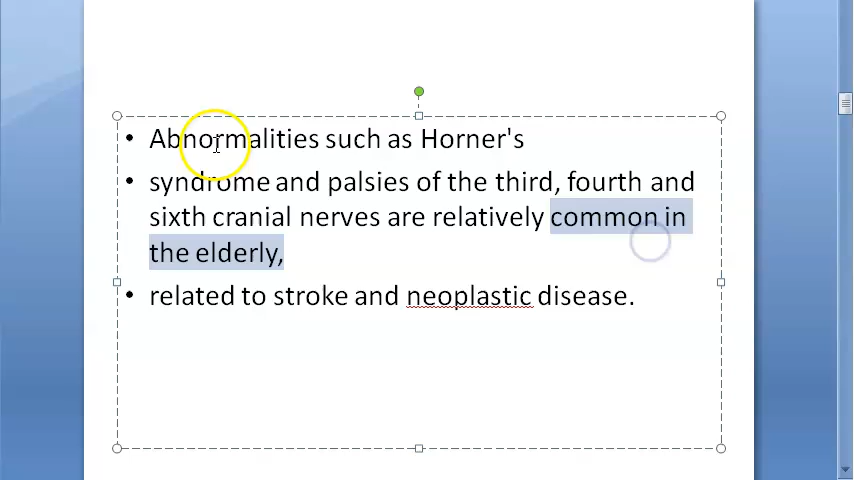 • Abnormalities such as Horner's
• syndrome and palsies of the third, fourth and
sixth cranial nerves are relatively common in
the elderly,
• related to stroke and neoplastic disease.